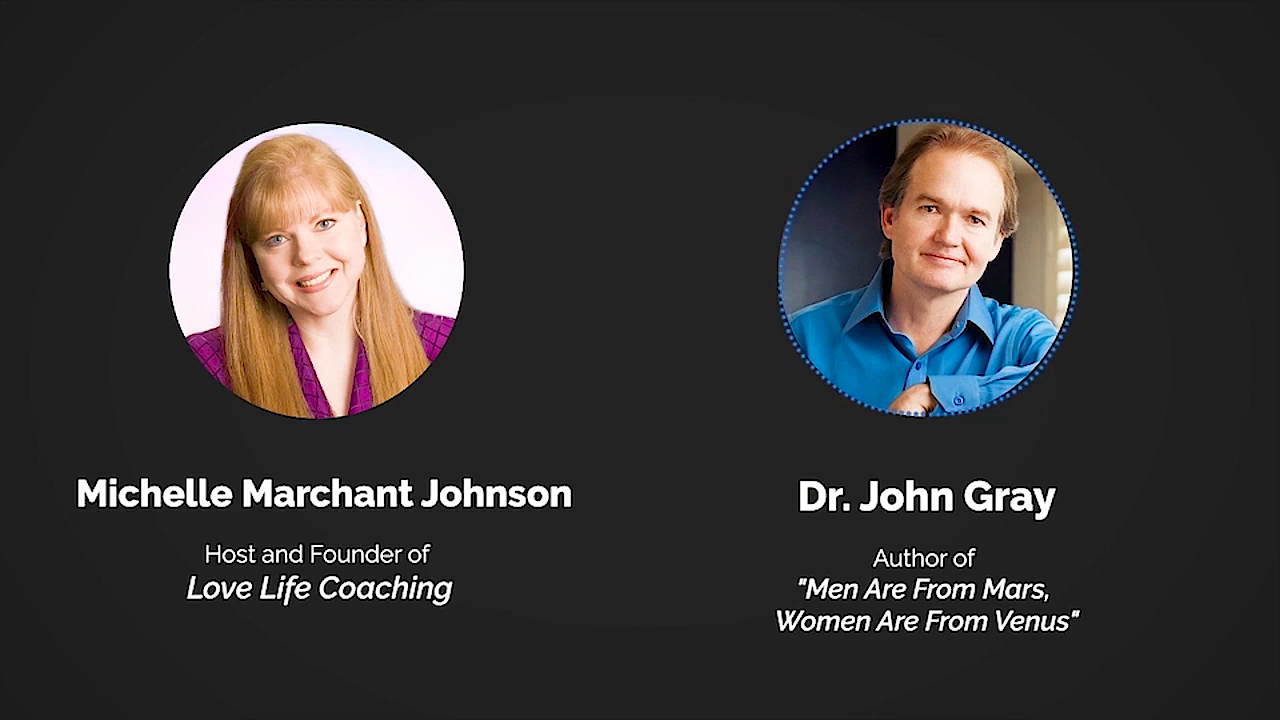 Michelle Marchant Johnson
Host and Founder of
Love Life Coaching
Dr. John Gray
Author of
"Men Are From Mars,
Women Are From Venus"